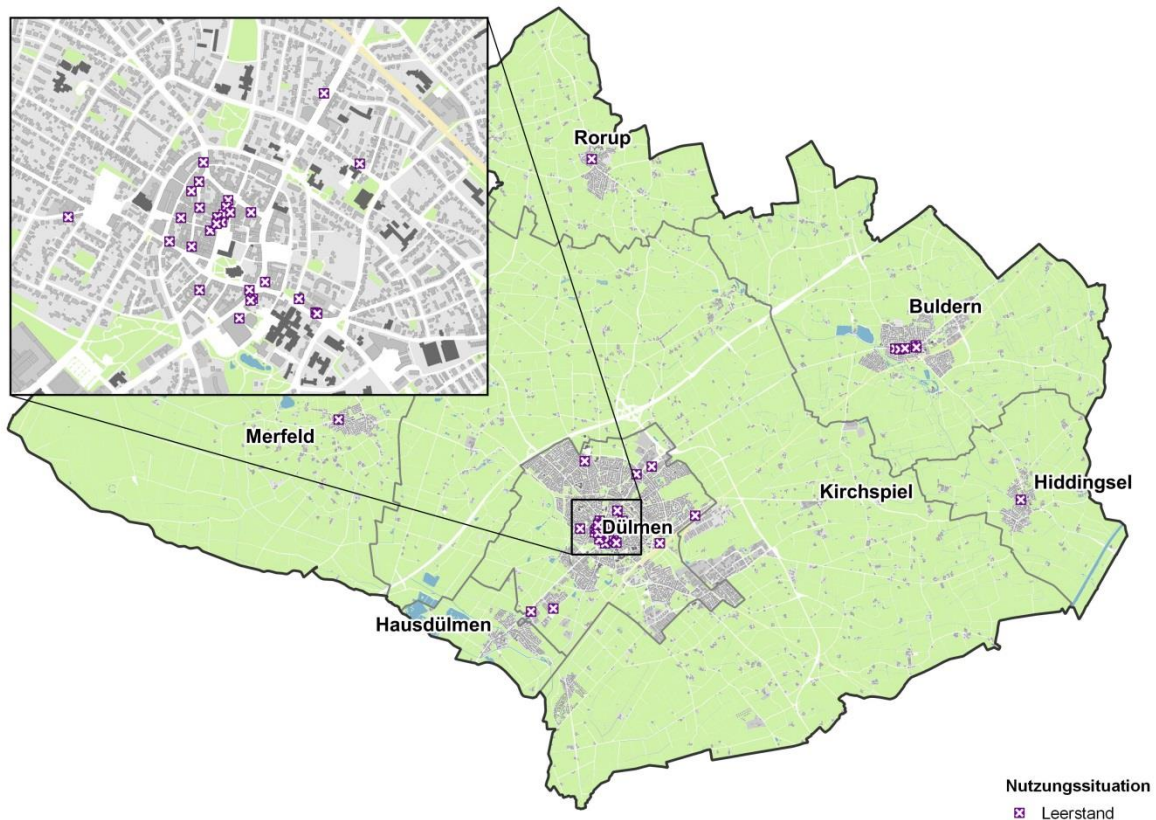 Rorup
Buldern
Merfeld
Hiddingsel
Kirchspiel
Dülmen
Hausdülmen
Nutzungssituation
Leerstand